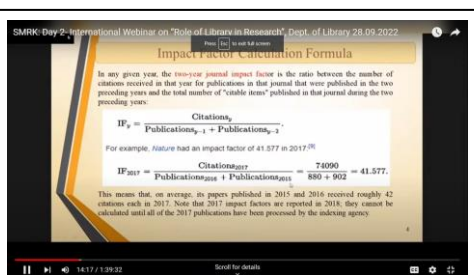 SMRK: Day 2- International Webinar on "Role of Library in Research", Dept. of Library 28.09.2022
Press Esc to exit full screen
Impact Factor Calculation Formula
In any given year, the two-year journal impact factor is the ratio between the number of
citations received in that year for publications in that journal that were published in the two
preceding years and the total number of "citable items" published in that journal during the two
preceding years:
IFy = Citationsy / Publicationsy−1 + Publicationsy−2.
For example, Nature had an impact factor of 41.577 in 2017:[9]
IF2017 = Citations2017 / Publications2016 + Publications2015 = 74090 / 880 + 902 = 41.577.
This means that, on average, its papers published in 2015 and 2016 received roughly 42
citations each in 2017. Note that 2017 impact factors are reported in 2018; they cannot be
calculated until all of the 2017 publications have been processed by the indexing agency
14:17 / 1:39:32
Scroll for details